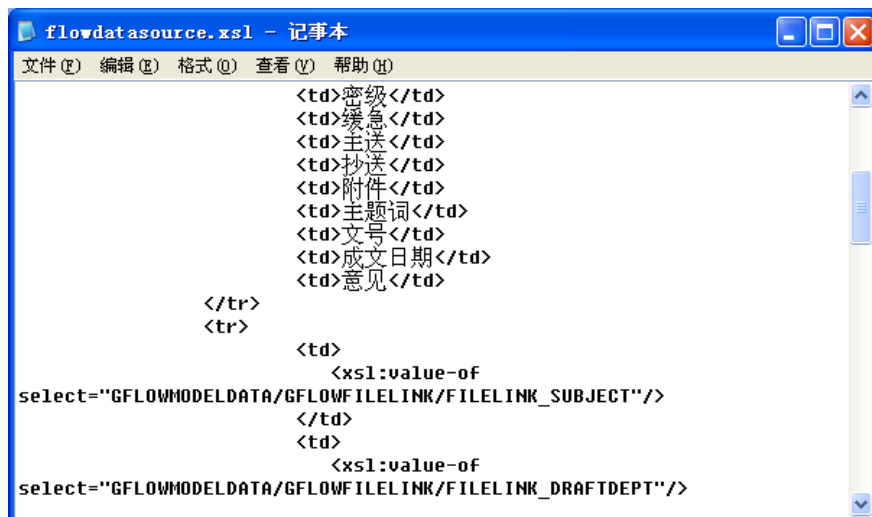 flowdatasource.xsl - 记事本
文件(F) 编辑(E) 格式(O) 查看(V) 帮助(H)
<td>密级</td>
<td>缓急</td>
<td>主送</td>
<td>抄送</td>
<td>附件</td>
<td>主题词</td>
<td>文号</td>
<td>成文日期</td>
<td>意见</td>
</tr>
<tr>
<td>
<xsl:value-of
select="GFLOWMODELDATA/GFLOWFILELINK/FILELINK_SUBJECT"/>
</td>
<td>
<xsl:value-of
select="GFLOWMODELDATA/GFLOWFILELINK/FILELINK_DRAFTDEPT"/>